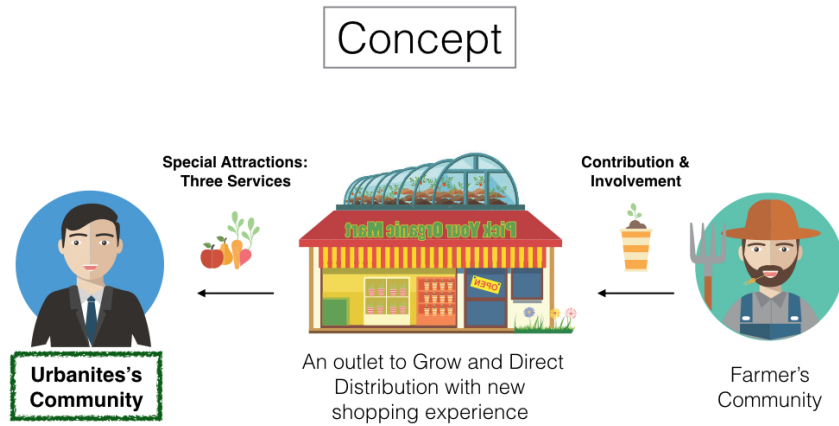 Concept
Special Attractions:
Three Services
Contribution &
Involvement
Pick Your Organic Mart
OPEN
Urbanites's
Community
An outlet to Grow and Direct
Distribution with new
shopping experience
Farmer's
Community